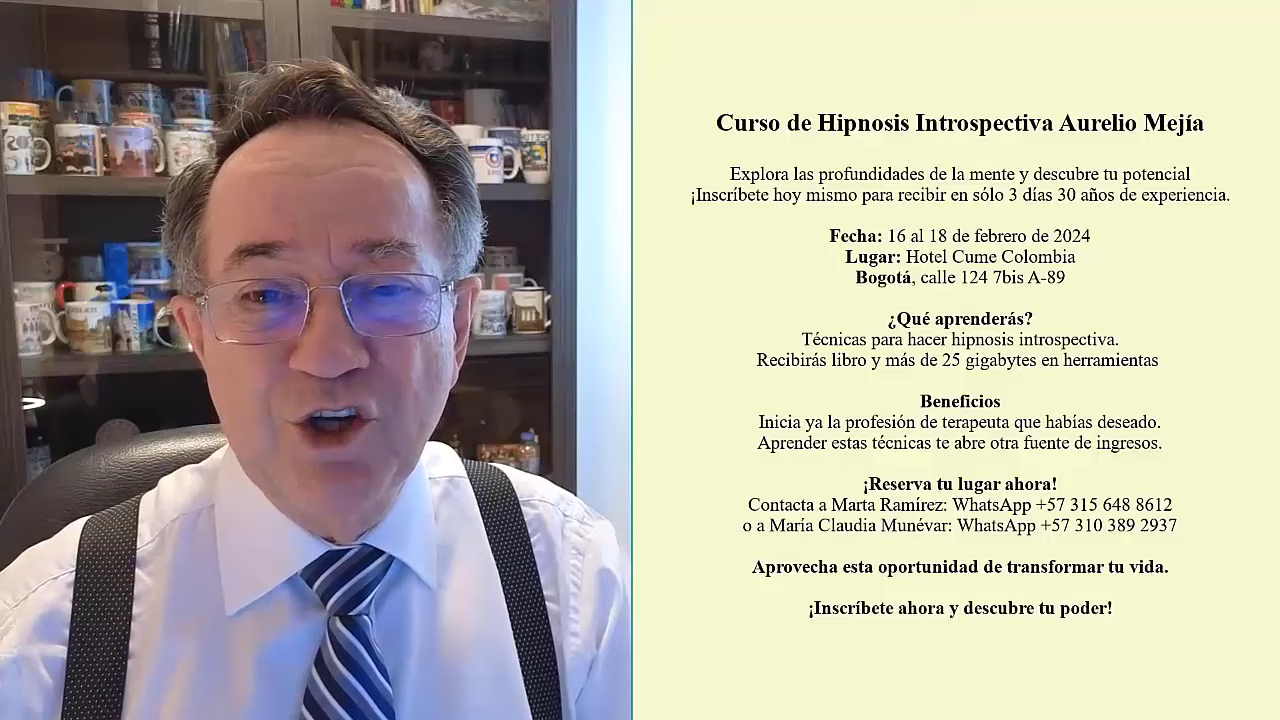 Curso de Hipnosis Introspectiva Aurelio Mejía
Explora las profundidades de la mente y descubre tu potencial
¡Inscríbete hoy mismo para recibir en sólo 3 días 30 años de experiencia.
Fecha: 16 al 18 de febrero de 2024
Lugar: Hotel Cume Colombia
Bogotá, calle 124 7bis A-89
¿Qué aprenderás?
Técnicas para hacer hipnosis introspectiva.
Recibirás libro y más de 25 gigabytes en herramientas
Beneficios
Inicia ya la profesión de terapeuta que habías deseado.
Aprender estas técnicas te abre otra fuente de ingresos.
¡Reserva tu lugar ahora!
Contacta a Marta Ramírez: WhatsApp +57 315 648 8612
o a María Claudia Munévar: WhatsApp +57 310 389 2937
Aprovecha esta oportunidad de transformar tu vida.
¡Inscríbete ahora y descubre tu poder!